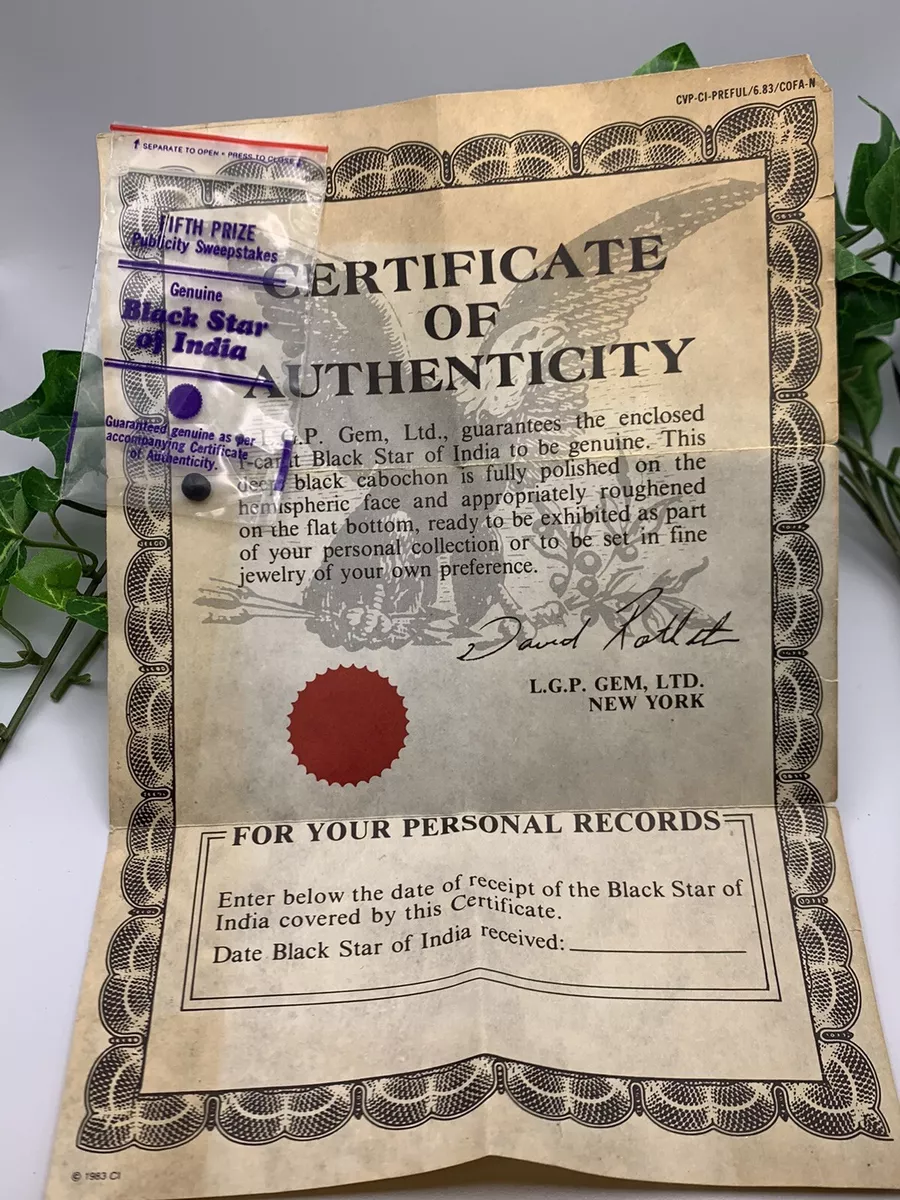 CVP-CI-PREFUL/6.83/COFA-N
SEPARATE TO OPEN • PRESS TO CLOSE
FIFTH PRIZE
Publicity Sweepstakes
Genuine
Black Star
of India
Guaranteed genuine as per
accompanying Certificate
of Authenticity.
CERTIFICATE
OF
AUTHENTICITY
.P. Gem, Ltd., guarantees the enclosed
1-carat Black Star of India to be genuine. This
deep black cabochon is fully polished on the
hemispheric face and appropriately roughened
on the flat bottom, ready to be exhibited as part
of your personal collection or to be set in fine
jewelry of your own preference.
David
L.G.P. GEM, LTD.
NEW YORK
FOR YOUR PERSONAL RECORDS
Enter below the date of receipt of the Black Star of
India covered by this Certificate.
Date Black Star of India received:
© 1983 CI